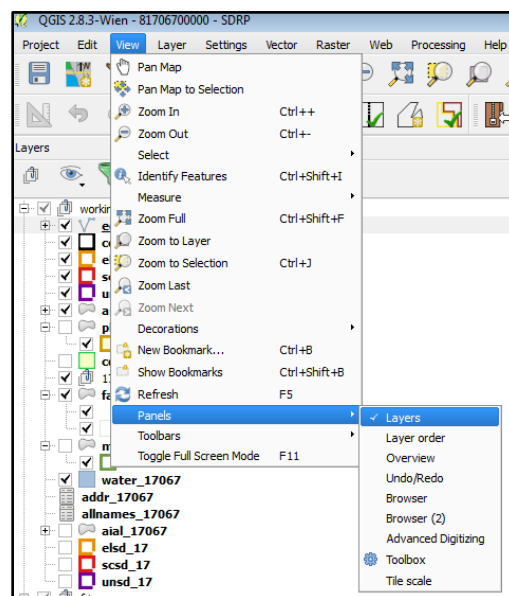 QGIS 2.8.3-Wien - 81706700000 - SDRP
Project Edit View Layer Settings Vector Raster Web Processing Help
Pan Map
Pan Map to Selection
Zoom In Ctrl++
Zoom Out Ctrl+-
Select
Identify Features Ctrl+Shift+I
Measure
Zoom Full Ctrl+Shift+F
Zoom to Layer
Zoom to Selection Ctrl+J
Zoom Last
Zoom Next
Decorations
New Bookmark... Ctrl+B
Show Bookmarks Ctrl+Shift+B
Refresh F5
Panels
Toolbars
Toggle Full Screen Mode F11
Layers
Layer order
Overview
Undo/Redo
Browser
Browser (2)
Advanced Digitizing
Toolbox
Tile scale
Layers
water_17067
addr_17067
allnames_17067
aial_17067
elsd_17
scsd_17
unsd_17